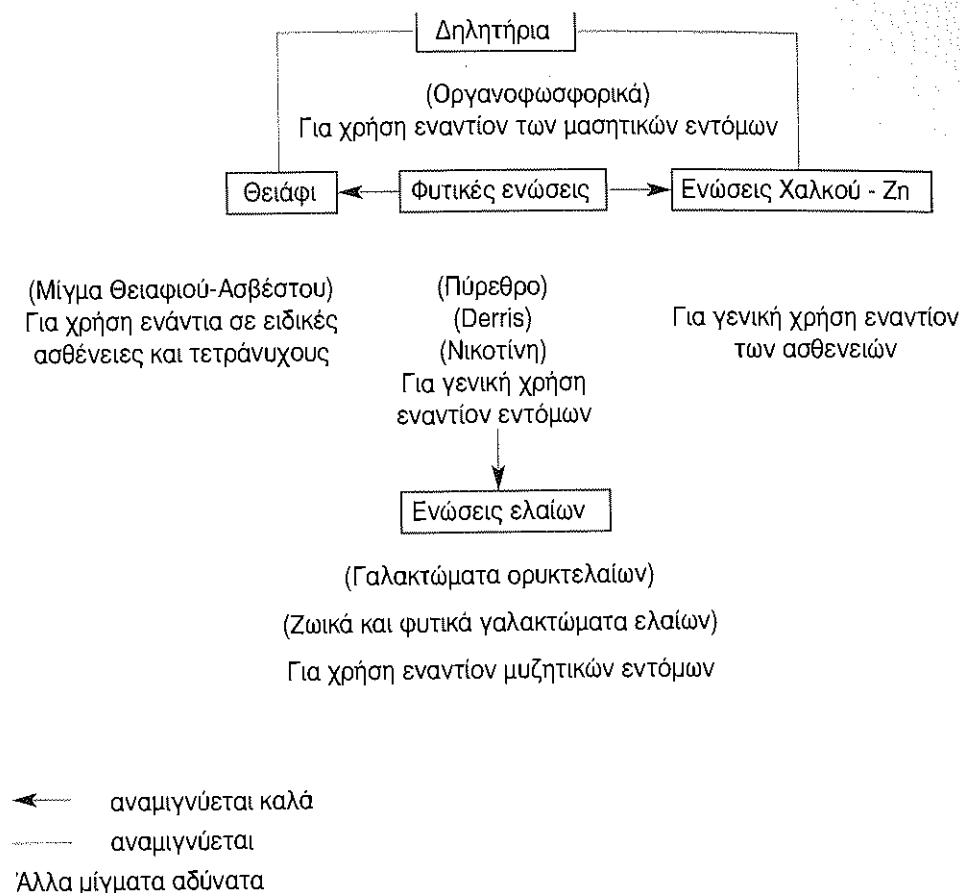 Δηλητήρια
(Οργανοφωσφορικά)
Για χρήση εναντίον των μασητικών εντόμων
Θειάφι
Φυτικές ενώσεις
Ενώσεις Χαλκού - Zn
(Μίγμα Θειαφιού-Ασβέστου)
Για χρήση ενάντια σε ειδικές
ασθένειες και τετράνυχους
(Πύρεθρο)
(Derris)
(Νικοτίνη)
Για γενική χρήση
εναντίον εντόμων
Για γενική χρήση εναντίον
των ασθενειών
Ενώσεις ελαίων
(Γαλακτώματα ορυκτελαίων)
(Ζωικά και φυτικά γαλακτώματα ελαίων)
Για χρήση εναντίον μυζητικών εντόμων
αναμιγνύεται καλά
αναμιγνύεται
Άλλα μίγματα αδύνατα